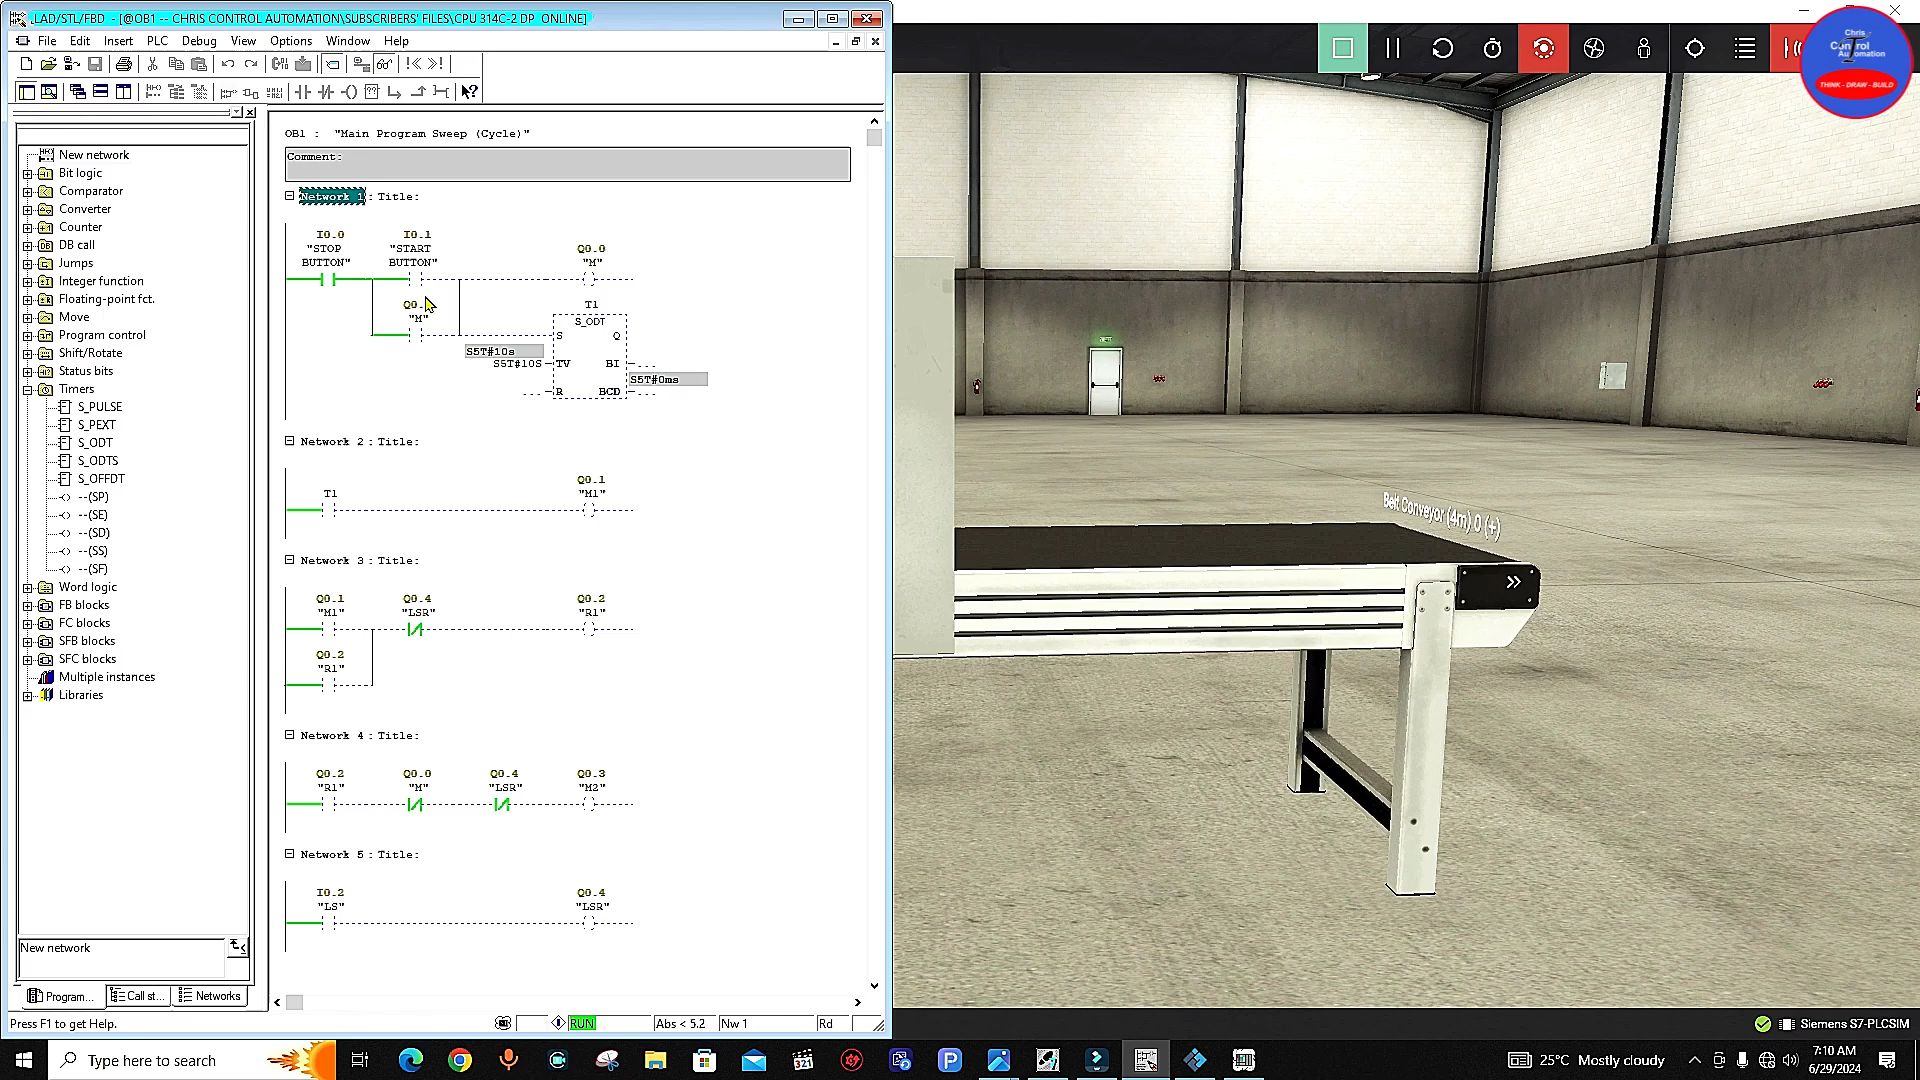 LAD/STL/FBD - [@OB1 -- CHRIS CONTROL AUTOMATION\SUBSCRIBERS' FILES\CPU 314C-2 DP ONLINE]
File Edit Insert PLC Debug View Options Window Help
New network
Bit logic
Comparator
Converter
Counter
DB call
Jumps
Integer function
Floating-point fct.
Move
Program control
Shift/Rotate
Status bits
Timers
S_PULSE
S_PEXT
S_ODT
S_ODTS
S_OFFDT
--(SP)
--(SE)
--(SD)
--(SS)
--(SF)
Word logic
FB blocks
FC blocks
SFB blocks
SFC blocks
Multiple instances
Libraries
New network
Program... Call st... Networks
Press F1 to get Help.
OB1 : "Main Program Sweep (Cycle)"
Comment:
Network 1 : Title:
I0.0 I0.1
"STOP "START Q0.0
BUTTON" BUTTON" "M"
Q0. T1
"M" S_ODT
S Q
S5T#10s
S5T#10S TV BI
S5T#0ms
R BCD
Network 2 : Title:
Q0.1
T1 "M1"
Network 3 : Title:
Q0.1 Q0.4 Q0.2
"M1" "LSR" "R1"
Q0.2
"R1"
Network 4 : Title:
Q0.2 Q0.0 Q0.4 Q0.3
"R1" "M" "LSR" "M2"
Network 5 : Title:
I0.2 Q0.4
"LS" "LSR"
RUN Abs < 5.2 Nw 1 Rd
Chris
Control
Automation
THINK - DRAW - BUILD
Belt Conveyor (4m) 0 (+)
Siemens S7-PLCSIM
Type here to search
25°C Mostly cloudy
7:10 AM
6/29/2024